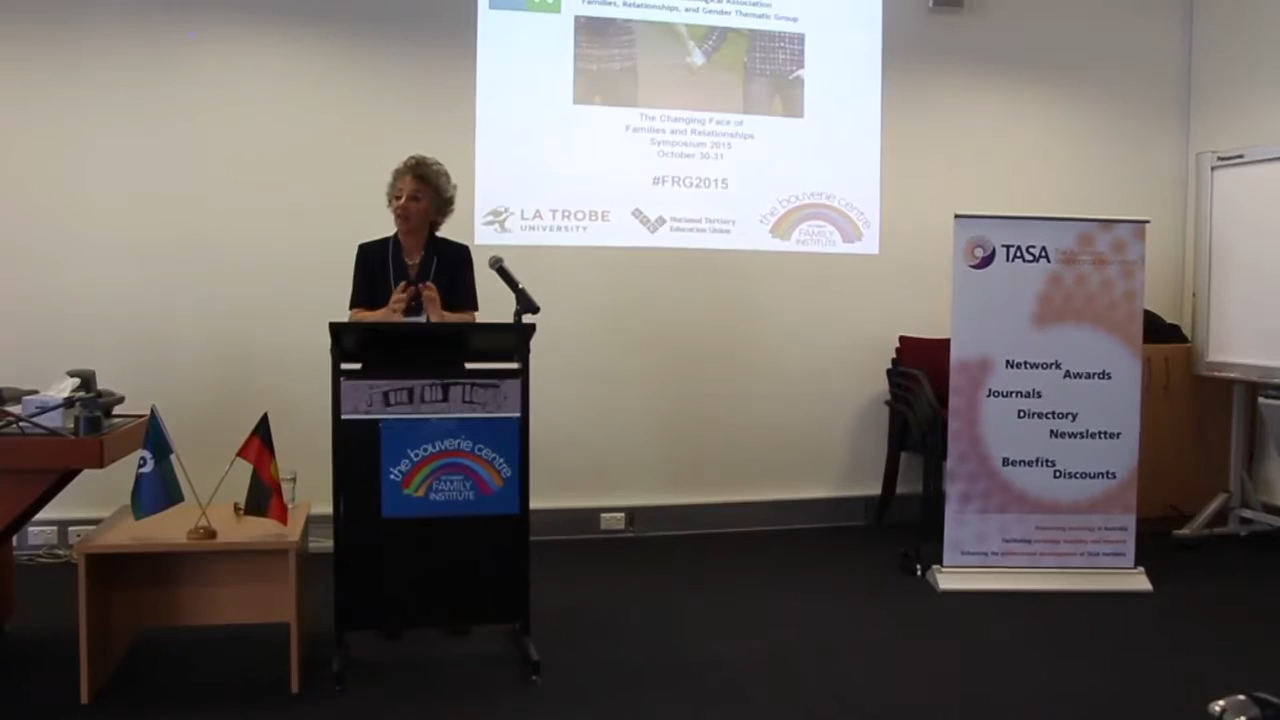 Families, Relationships, and Gender Thematic Group
The Changing Face of
Families and Relationships
Symposium 2015
October 30-31
#FRG2015
LA TROBE
UNIVERSITY
National Tertiary
Education Union
the bouverie centre
FAMILY
INSTITUTE
the bouverie centre
VICTORIA'S
FAMILY
INSTITUTE
TASA
Network
Awards
Journals
Directory
Newsletter
Benefits
Discounts
Panasonic